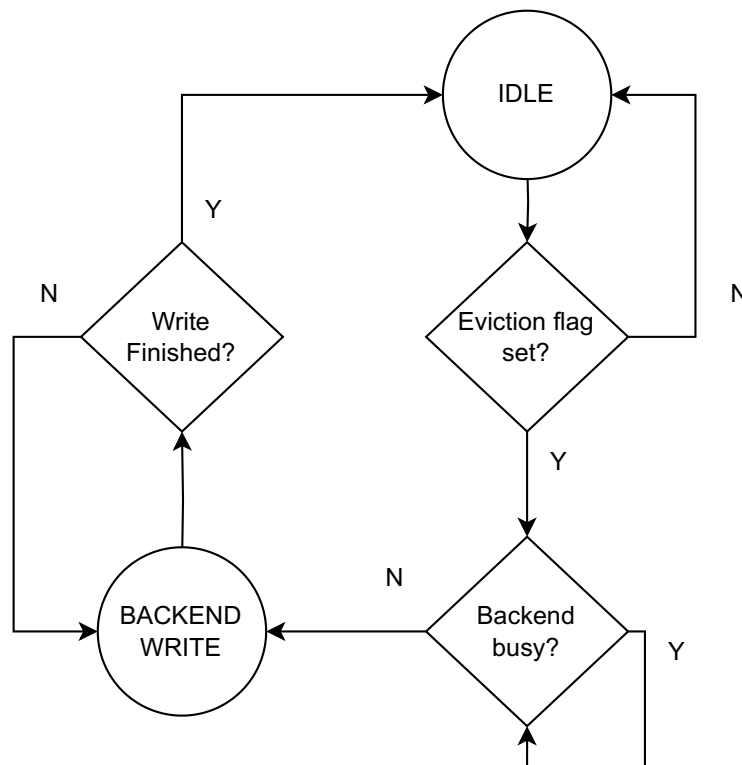 IDLE
Y
N
N
Write
Finished?
Eviction flag
set?
Y
N
BACKEND
WRITE
Backend
busy?
Y